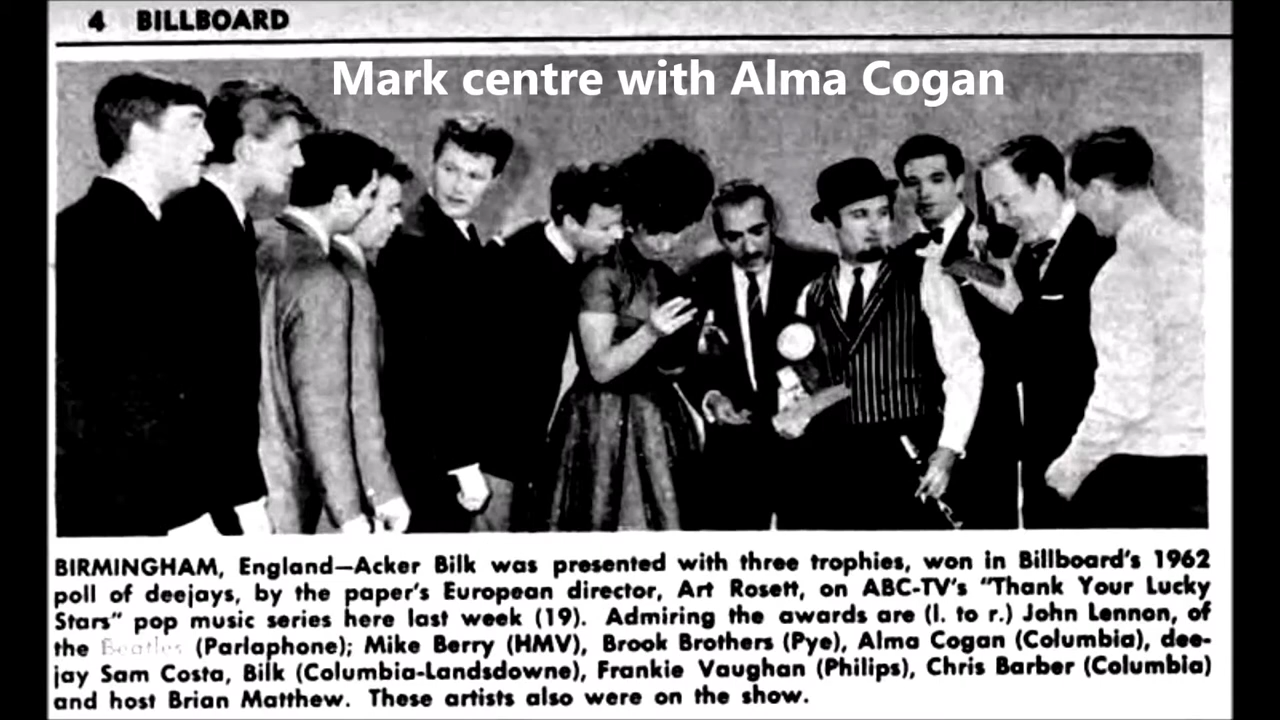 4 BILLBOARD
Mark centre with Alma Cogan
BIRMINGHAM, England—Acker Bilk was presented with three trophies, won in Billboard's 1962
poll of deejays, by the paper's European director, Art Rosett, on ABC-TV's "Thank Your Lucky
Stars" pop music series here last week (19). Admiring the awards are (l. to r.) John Lennon, of
the Beatles (Parlaphone); Mike Berry (HMV), Brook Brothers (Pye), Alma Cogan (Columbia), dee-
jay Sam Costa, Bilk (Columbia-Landsdowne), Frankie Vaughan (Philips), Chris Barber (Columbia)
and host Brian Matthew. These artists also were on the show.